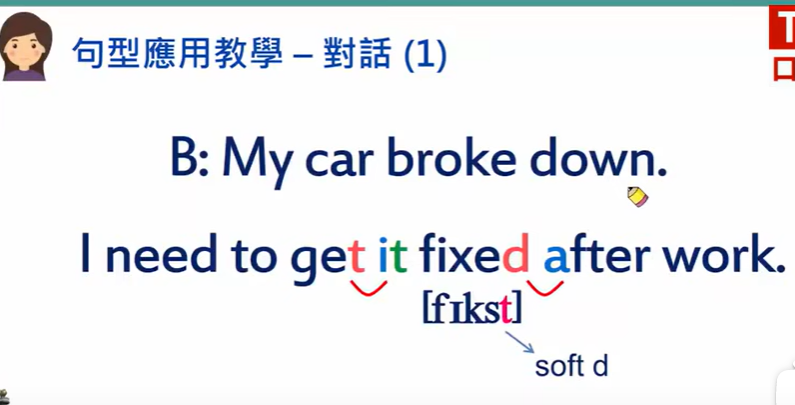 句型應用教學 – 對話 (1)
B: My car broke down.
I need to get it fixed after work.
[fɪkst]
soft d